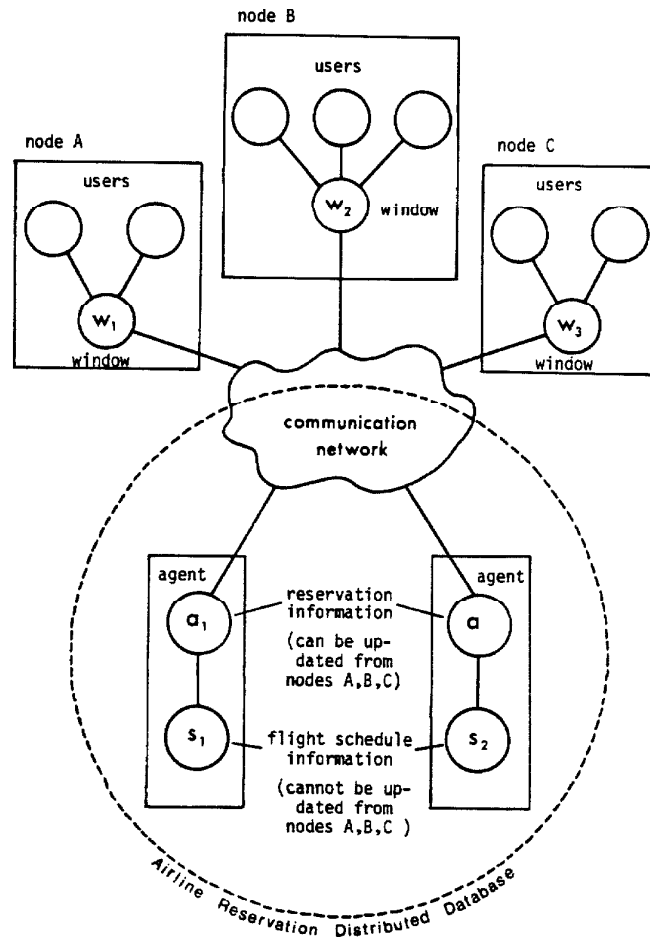 node B
users
w₂
window
node A
users
w₁
window
node C
users
w₃
window
communication
network
agent
a₁
s₁
reservation
information
(can be up-
dated from
nodes A,B,C)
flight schedule
information
(cannot be up-
dated from
nodes A,B,C )
agent
a
s₂
Airline Reservation Distributed Database